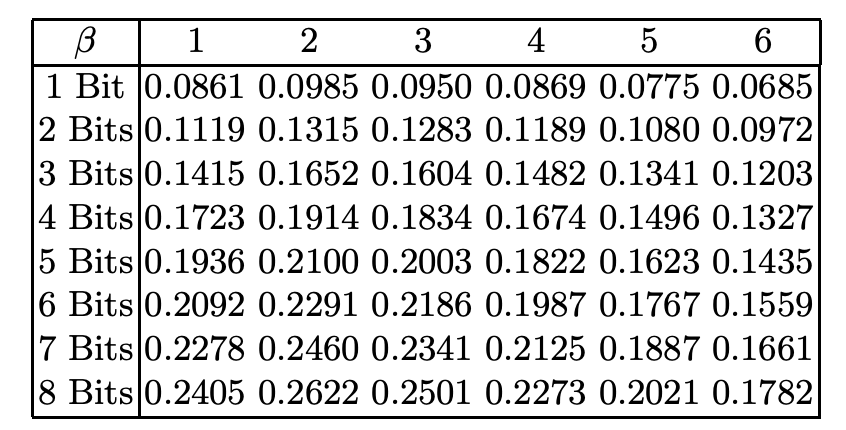 β 1 2 3 4 5 6
1 Bit 0.0861 0.0985 0.0950 0.0869 0.0775 0.0685
2 Bits 0.1119 0.1315 0.1283 0.1189 0.1080 0.0972
3 Bits 0.1415 0.1652 0.1604 0.1482 0.1341 0.1203
4 Bits 0.1723 0.1914 0.1834 0.1674 0.1496 0.1327
5 Bits 0.1936 0.2100 0.2003 0.1822 0.1623 0.1435
6 Bits 0.2092 0.2291 0.2186 0.1987 0.1767 0.1559
7 Bits 0.2278 0.2460 0.2341 0.2125 0.1887 0.1661
8 Bits 0.2405 0.2622 0.2501 0.2273 0.2021 0.1782